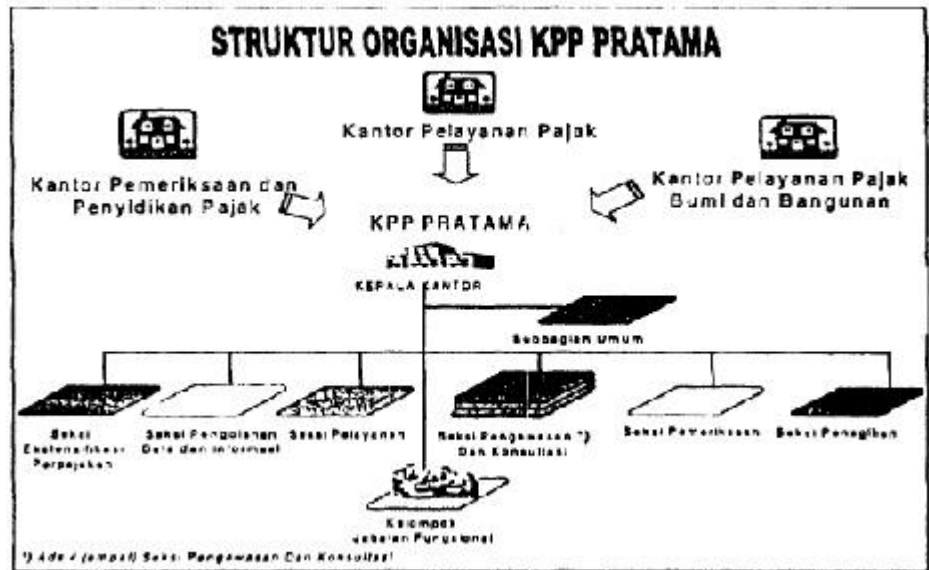 STRUKTUR ORGANISASI KPP PRATAMA
Kantor Pelayanan Pajak
Kantor Pemeriksaan dan
Penyidikan Pajak
Kantor Pelayanan Pajak
Bumi dan Bangunan
KPP PRATAMA
KEPALA KANTOR
Subbagian Umum
Seksi
Ekstensifikasi
Perpajakan
Seksi Pengolahan
Data dan Informasi
Seksi Pelayanan
Seksi Pengawasan *)
Dan Konsultasi
Seksi Pemeriksaan
Seksi Penagihan
Kelompok
Jabatan Fungsional
*) Ada 4 (empat) Seksi Pengawasan Dan Konsultasi